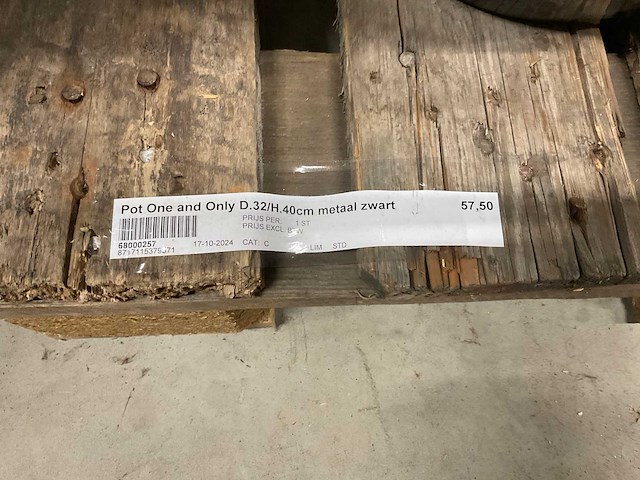 Pot One and Only D.32/H.40cm metaal zwart 57,50
PRIJS PER. 1 ST
PRIJS EXCL BTW
68000257 17-10-2024 CAT: C LIM STD